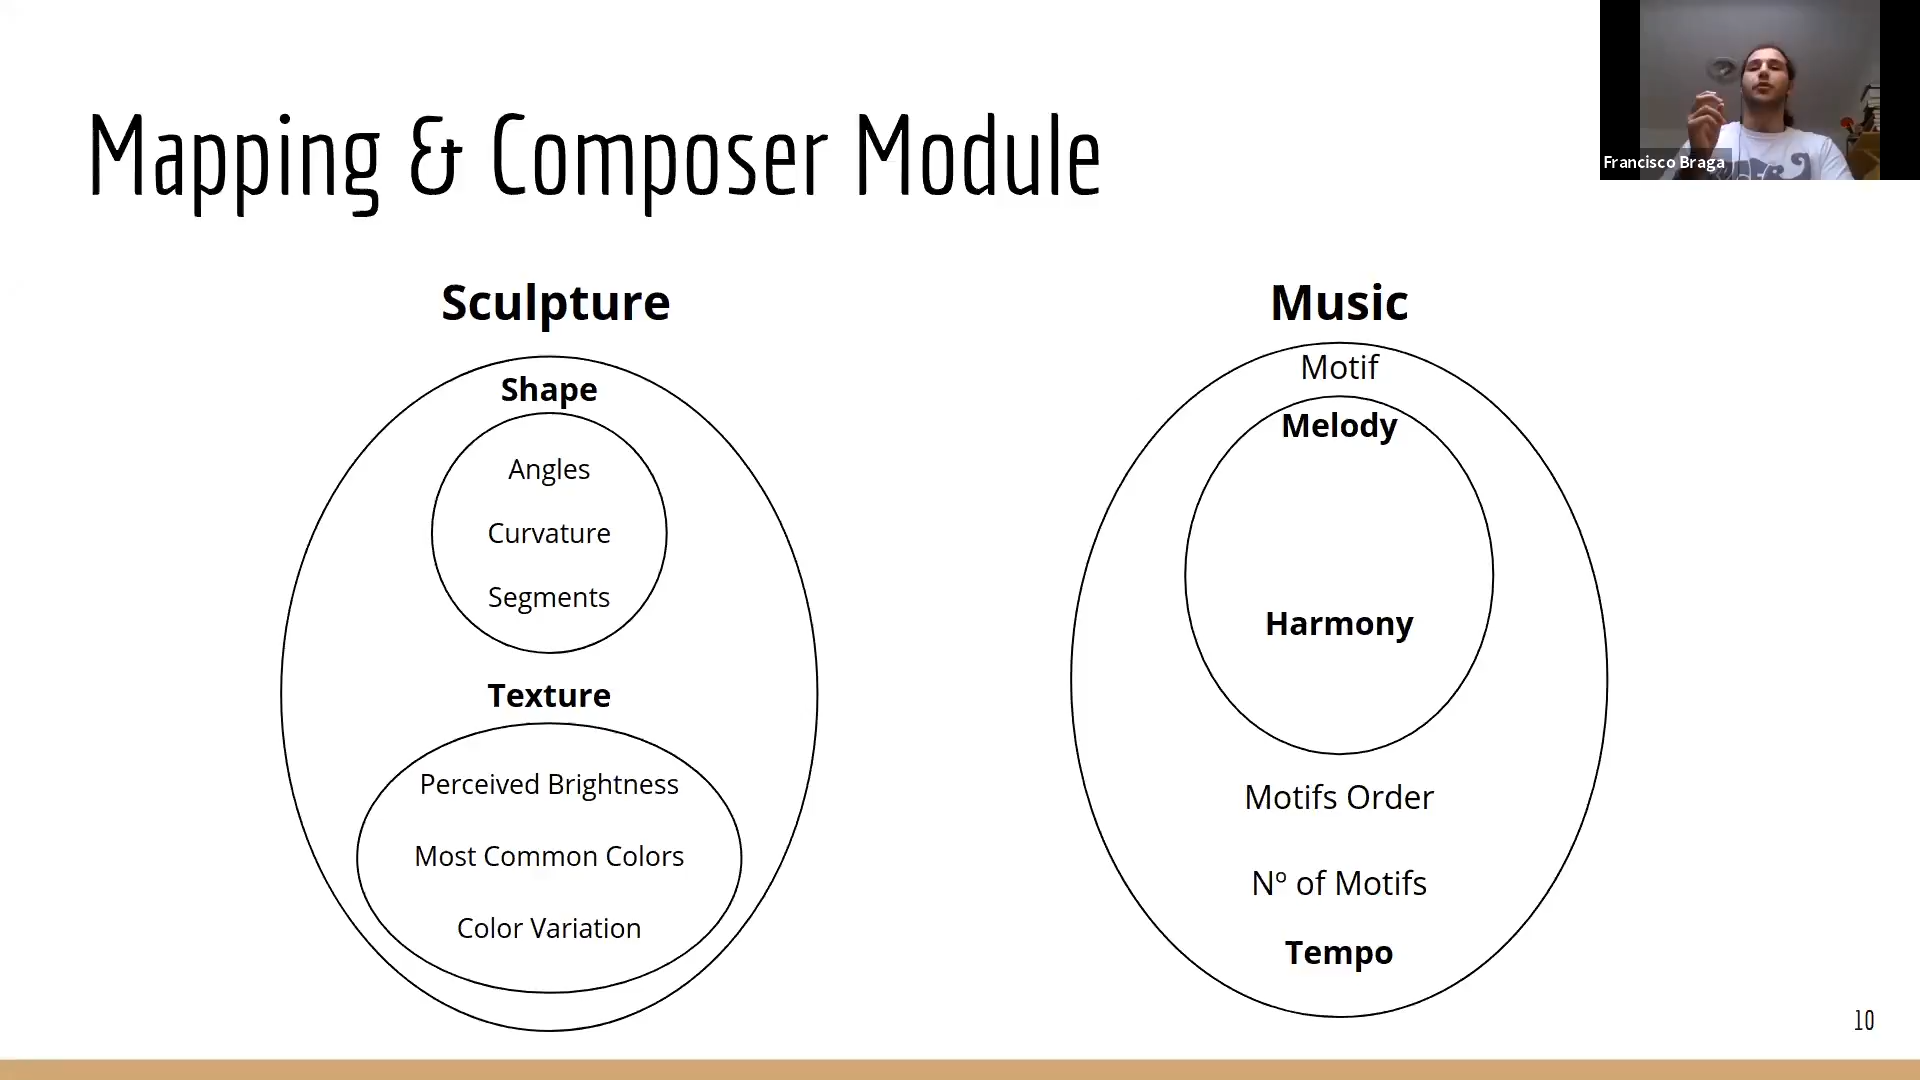 Mapping & Composer Module
Francisco Braga
Sculpture
Shape
Angles
Curvature
Segments
Texture
Perceived Brightness
Most Common Colors
Color Variation
Music
Motif
Melody
Harmony
Motifs Order
Nº of Motifs
Tempo
10